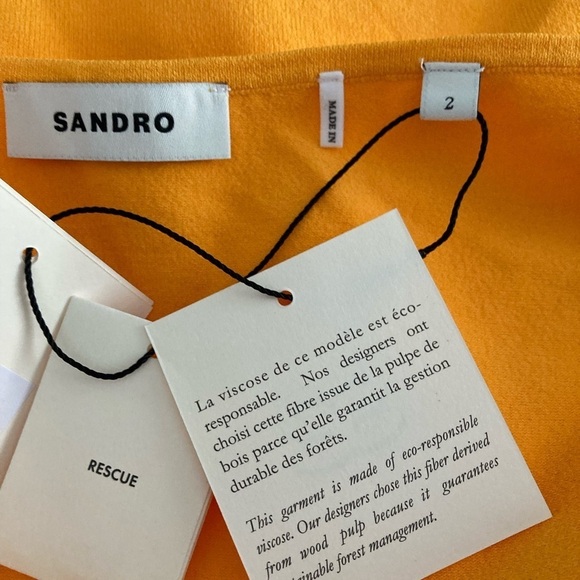 SANDRO
MADE IN
2
La viscose de ce modèle est éco-
responsable. Nos designers ont
choisi cette fibre issue de la pulpe de
bois parce qu'elle garantit la gestion
durable des forêts.
This garment is made of eco-responsible
viscose. Our designers chose this fiber derived
from wood pulp because it guarantees
forest management.
RESCUE